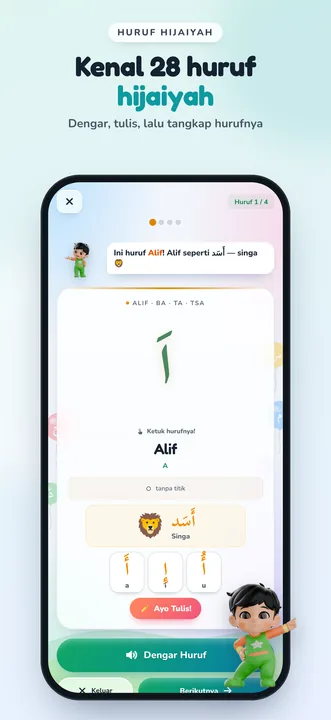 HURUF HIJAIYAH
Kenal 28 huruf
hijaiyah
Dengar, tulis, lalu tangkap hurufnya
Huruf 1 / 4
Ini huruf Alif! Alif seperti أَسَد — singa
ALIF · BA · TA · TSA
أَ
Ketuk hurufnya!
Alif
A
tanpa titik
أَسَد
Singa
أَ إِ أُ
a i u
Ayo Tulis!
Dengar Huruf
Keluar
Berikutnya →